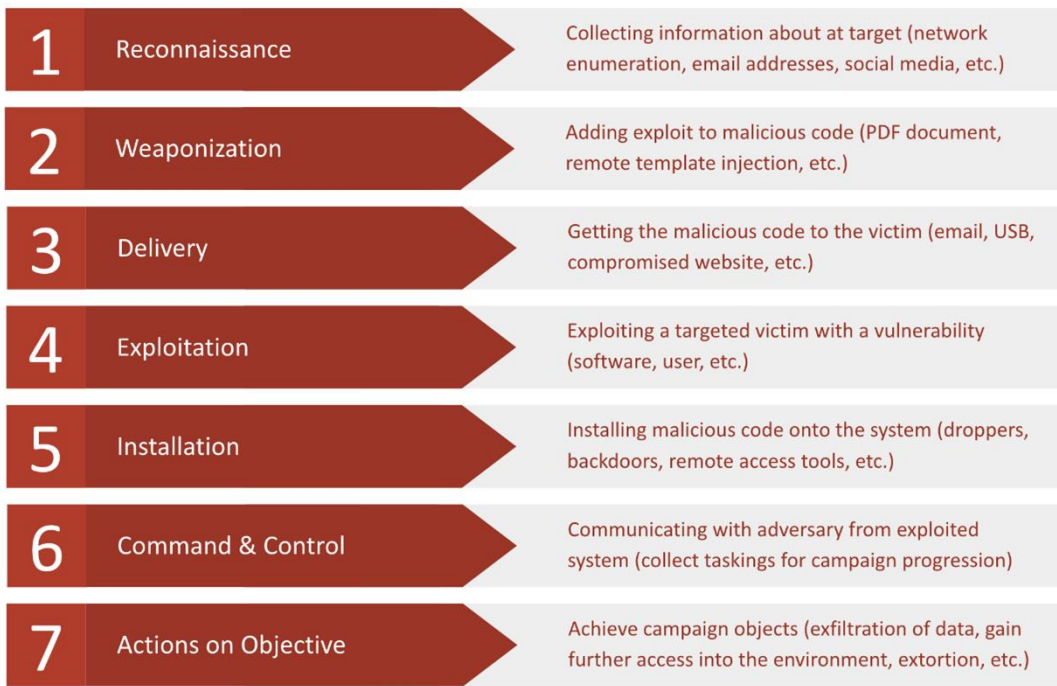 1 Reconnaissance
Collecting information about at target (network
enumeration, email addresses, social media, etc.)
2 Weaponization
Adding exploit to malicious code (PDF document,
remote template injection, etc.)
3 Delivery
Getting the malicious code to the victim (email, USB,
compromised website, etc.)
4 Exploitation
Exploiting a targeted victim with a vulnerability
(software, user, etc.)
5 Installation
Installing malicious code onto the system (droppers,
backdoors, remote access tools, etc.)
6 Command & Control
Communicating with adversary from exploited
system (collect taskings for campaign progression)
7 Actions on Objective
Achieve campaign objects (exfiltration of data, gain
further access into the environment, extortion, etc.)